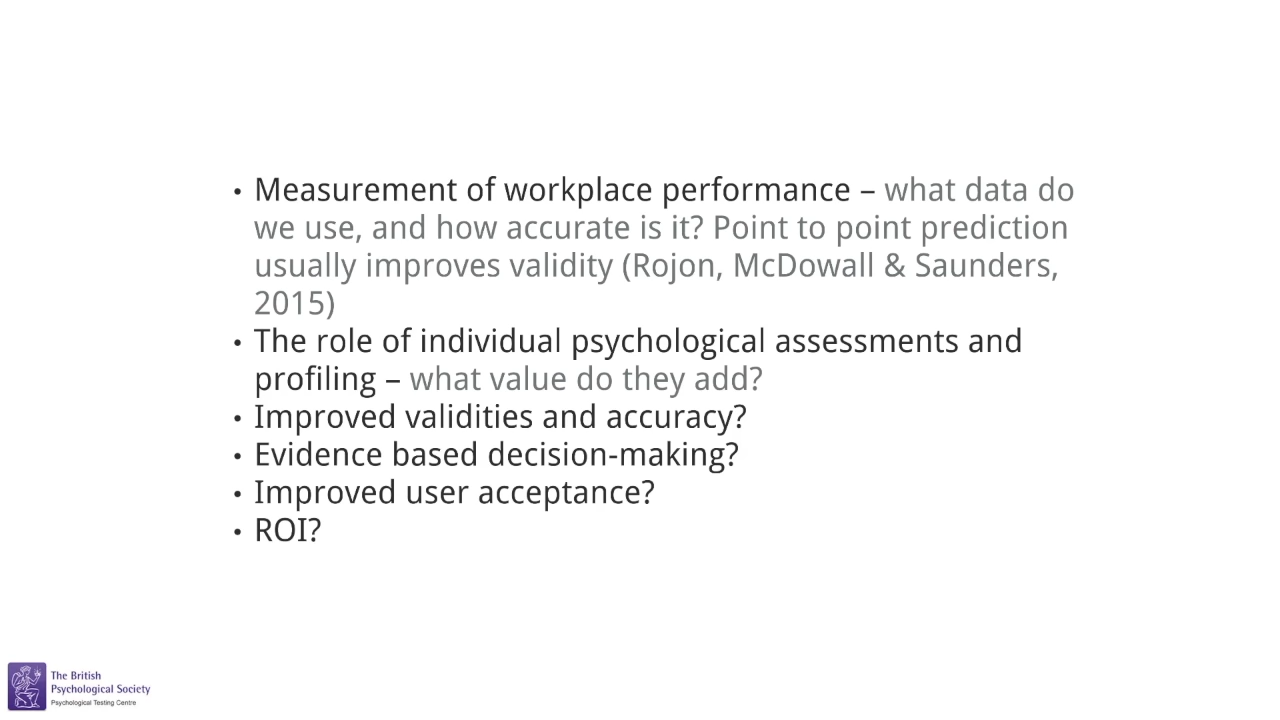 • Measurement of workplace performance – what data do
we use, and how accurate is it? Point to point prediction
usually improves validity (Rojon, McDowall & Saunders,
2015)
• The role of individual psychological assessments and
profiling – what value do they add?
• Improved validities and accuracy?
• Evidence based decision-making?
• Improved user acceptance?
• ROI?
The British
Psychological Society
Psychological Testing Centre